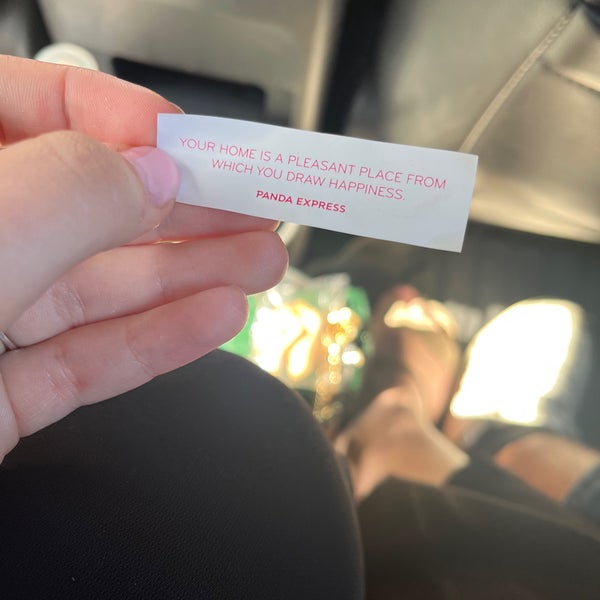 YOUR HOME IS A PLEASANT PLACE FROM
WHICH YOU DRAW HAPPINESS.
PANDA EXPRESS